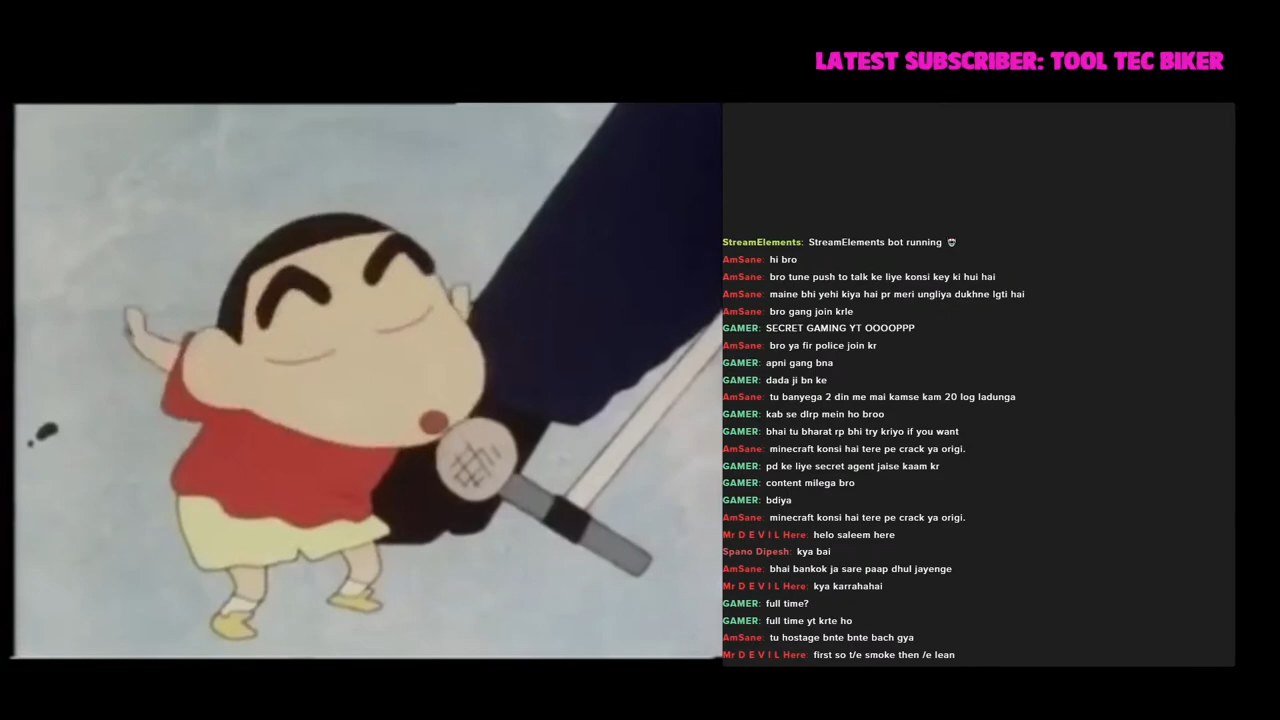 LATEST SUBSCRIBER: TOOL TEC BIKER
StreamElements: StreamElements bot running
AmSane: hi bro
AmSane: bro tune push to talk ke liye konsi key ki hui hai
AmSane: maine bhi yehi kiya hai pr meri ungliya dukhne lgti hai
AmSane: bro gang join krle
GAMER: SECRET GAMING YT OOOOPPP
AmSane: bro ya fir police join kr
GAMER: apni gang bna
GAMER: dada ji bn ke
AmSane: tu banyega 2 din me mai kamse kam 20 log ladunga
GAMER: kab se dlrp mein ho broo
GAMER: bhai tu bharat rp bhi try kriyo if you want
AmSane: minecraft konsi hai tere pe crack ya origi.
GAMER: pd ke liye secret agent jaise kaam kr
GAMER: content milega bro
GAMER: bdiya
AmSane: minecraft konsi hai tere pe crack ya origi.
Mr D E V I L Here: helo saleem here
Spano Dipesh: kya bai
AmSane: bhai bankok ja sare paap dhul jayenge
Mr D E V I L Here: kya karrahahai
GAMER: full time?
GAMER: full time yt krte ho
AmSane: tu hostage bnte bnte bach gya
Mr D E V I L Here: first so t/e smoke then /e lean